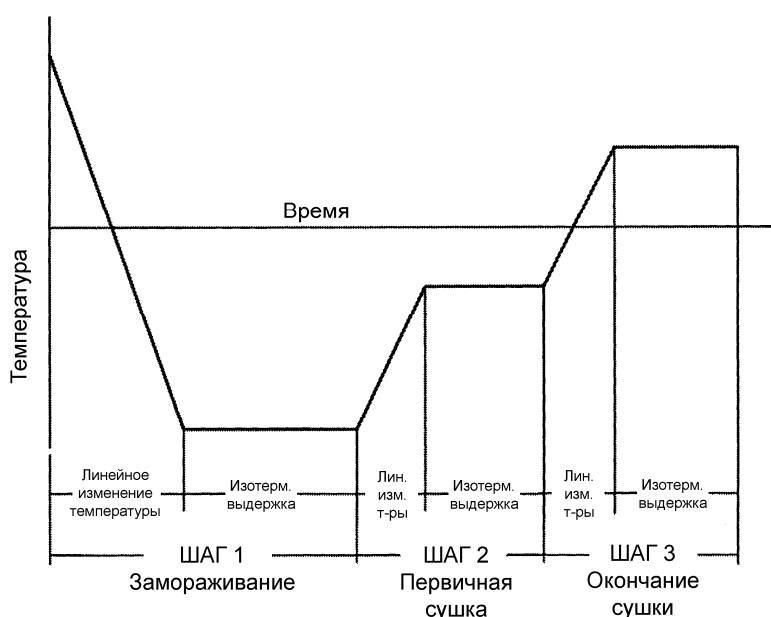 Время
Температура
Линейное
изменение
температуры
Изотерм.
выдержка
Лин.
изм.
т-ры
Изотерм.
выдержка
Лин.
изм.
т-ры
Изотерм.
выдержка
ШАГ 1
Замораживание
ШАГ 2
Первичная
сушка
ШАГ 3
Окончание
сушки